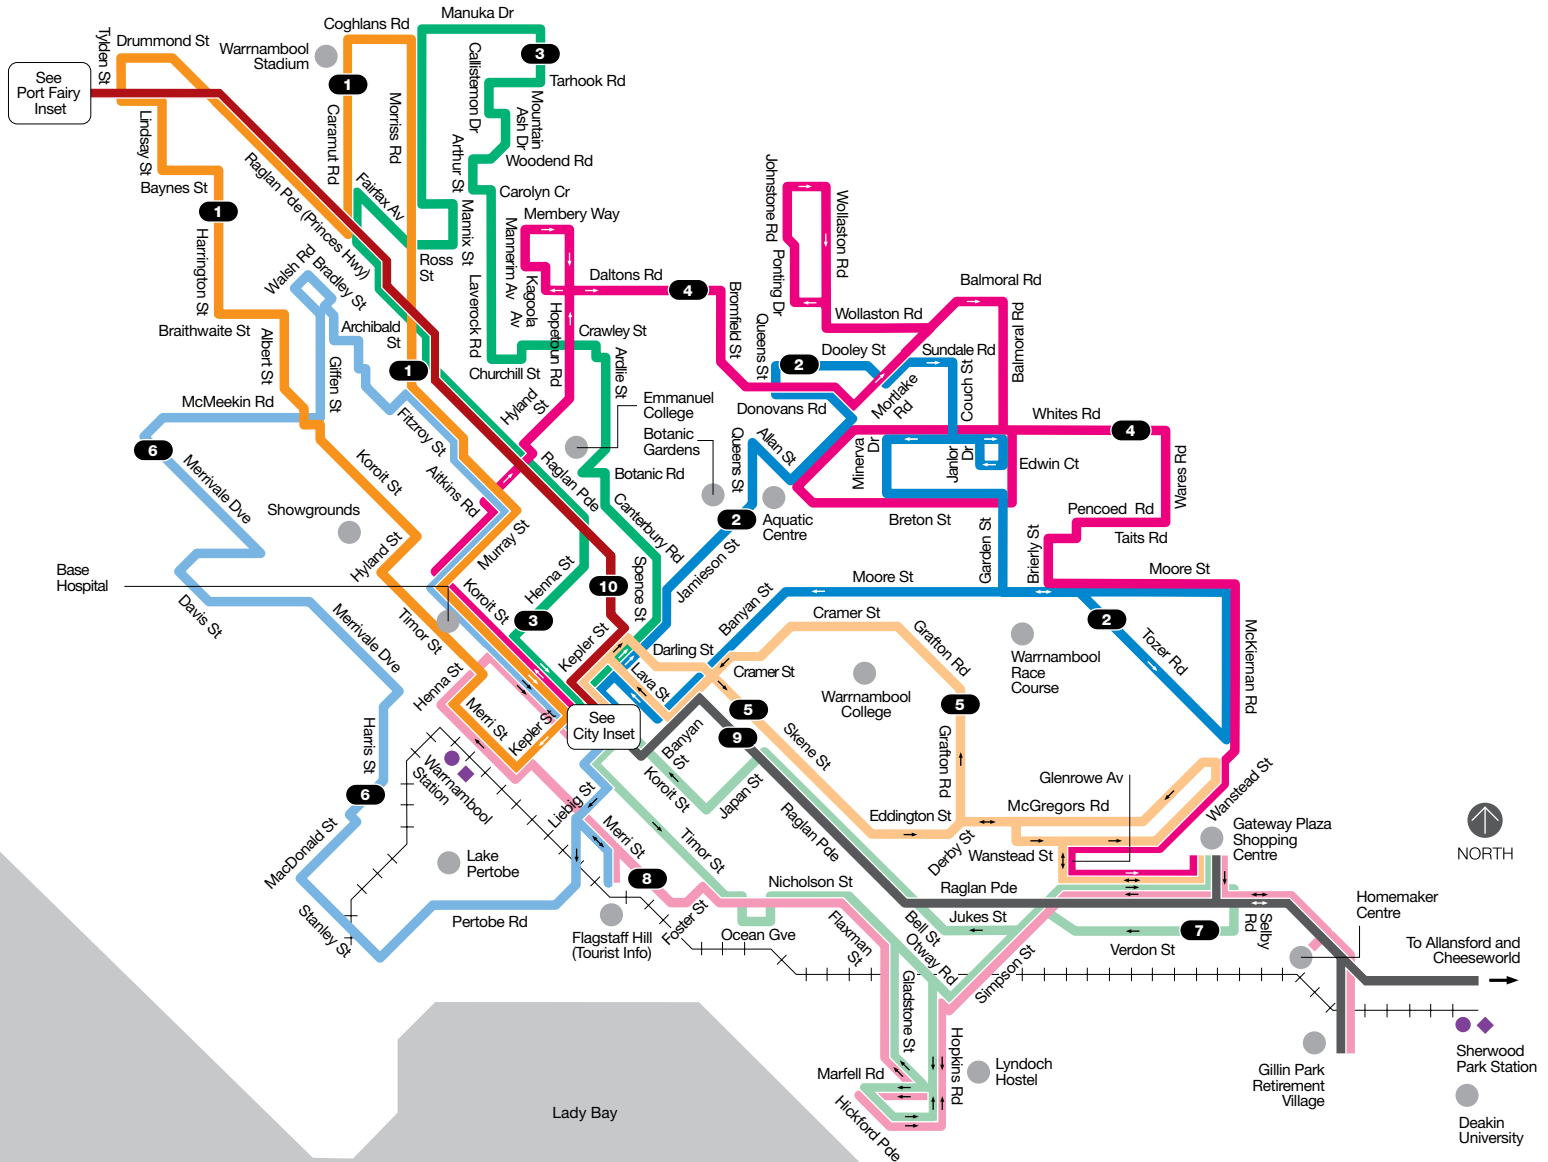 Manuka Dr
Coghlans Rd
Tylden St
Drummond St
Warrnambool
Stadium
3
See
Port Fairy
Inset
1
Tarhook Rd
Callistemon Dr
Mountain
Ash Dr
Lindsay St
Caramut Rd
Morriss Rd
Arthur St
Woodend Rd
Baynes St
Raglan Pde (Princes Hwy)
Fairfax Av
Carolyn Cr
Johnstone Rd
Wollaston Rd
1
Membery Way
Mannix St
Mannerim Av
Harrington St
Walsh Rd
Bradley St
Ross
St
Laverock Rd
Kagoola
Av
Daltons Rd
4
Ponting Dr
Balmoral Rd
Bromfield St
Wollaston Rd
Braithwaite St
Archibald
St
Hopetoun Rd
Crawley St
Queens St
Dooley St
Sundale Rd
Balmoral Rd
Albert St
Giffen St
1
Churchill St
Ardlie St
2
Mortlake
Rd
Couch St
McMeekin Rd
Fitzroy St
Hyland
St
Emmanuel
College
Donovans Rd
Whites Rd
4
6
Botanic
Gardens
Queens St
Allan St
Minerva
Dr
Janlor
Dr
Edwin Ct
Merrivale Dve
Koroit St
Aitkins Rd
Raglan Pde
Botanic Rd
Wares Rd
Showgrounds
Canterbury Rd
2
Aquatic
Centre
Breton St
Pencoed Rd
Taits Rd
Hyland St
Murray St
Jamieson St
Garden St
Brierly St
Base
Hospital
Koroit St
Henna St
10
Spence St
Moore St
Moore St
Davis St
Merrivale Dve
Timor St
3
Kepler St
Banyan St
Cramer St
2
Darling St
Grafton Rd
Tozer Rd
McKiernan Rd
Warrnambool
Race
Course
Henna St
Lava St
Cramer St
Warrnambool
College
Merri St
Kepler St
See
City Inset
5
5
Harris St
9
Skene St
Warrnambool
Station
Banyan
St
Grafton Rd
Glenrowe Av
Wanstead St
6
Liebig St
Koroit St
Japan St
Raglan Pde
Eddington St
McGregors Rd
MacDonald St
Merri St
Timor St
Derby St
Wanstead St
Gateway Plaza
Shopping
Centre
NORTH
Lake
Pertobe
8
Nicholson St
Raglan Pde
Homemaker
Centre
Stanley St
Pertobe Rd
Foster St
Flaxman
St
Bell St
Jukes St
7
Selby
Rd
Flagstaff Hill
(Tourist Info)
Ocean Gve
Otway Rd
Verdon St
To Allansford and
Cheeseworld
Gladstone St
Simpson St
Hopkins Rd
Marfell Rd
Lyndoch
Hostel
Gillin Park
Retirement
Village
Sherwood
Park Station
Hickford Pde
Lady Bay
Deakin
University